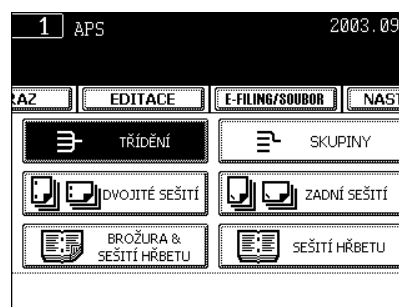 1 APS 2003.09
RAZ EDITACE E-FILING/SOUBOR NAST
TŘÍDĚNÍ SKUPINY
DVOJITÉ SEŠITÍ ZADNÍ SEŠITÍ
BROŽURA & SEŠITÍ HŘBETU
SEŠITÍ HŘBETU